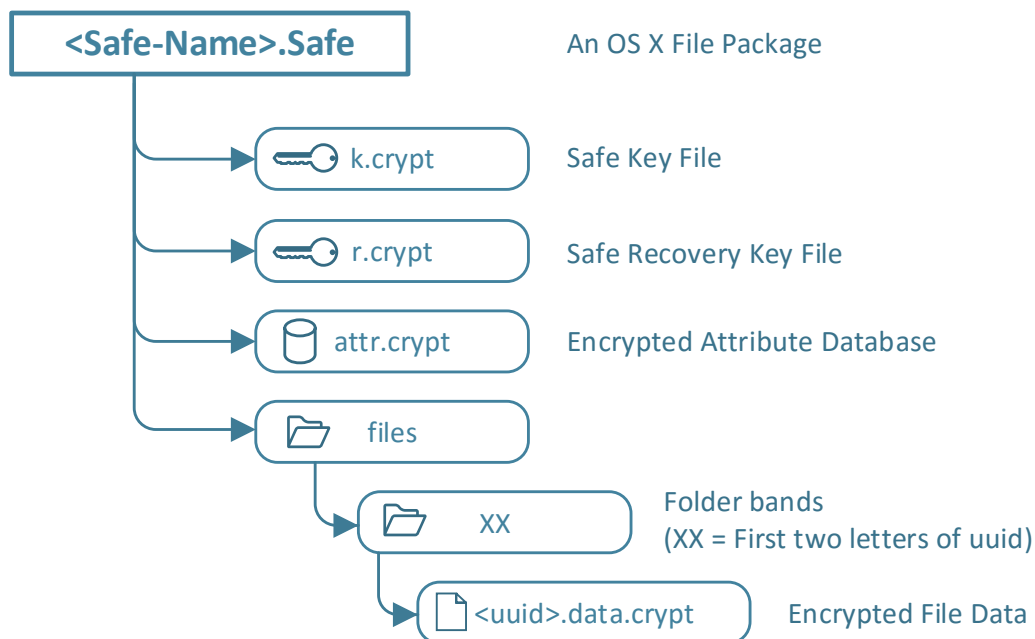 <Safe-Name>.Safe
An OS X File Package
k.crypt
Safe Key File
r.crypt
Safe Recovery Key File
attr.crypt
Encrypted Attribute Database
files
XX
Folder bands
(XX = First two letters of uuid)
<uuid>.data.crypt
Encrypted File Data